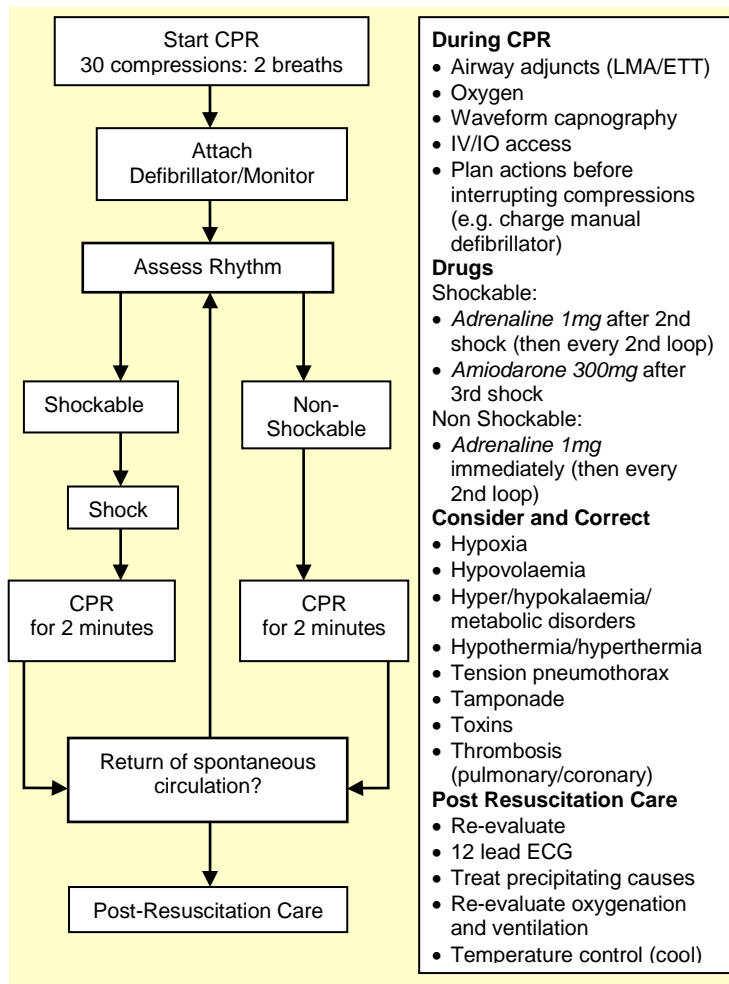 Start CPR
30 compressions: 2 breaths
Attach
Defibrillator/Monitor
Assess Rhythm
Shockable
Non-
Shockable
Shock
CPR
for 2 minutes
CPR
for 2 minutes
Return of spontaneous
circulation?
Post-Resuscitation Care
During CPR
• Airway adjuncts (LMA/ETT)
• Oxygen
• Waveform capnography
• IV/IO access
• Plan actions before
interrupting compressions
(e.g. charge manual
defibrillator)
Drugs
Shockable:
• Adrenaline 1mg after 2nd
shock (then every 2nd loop)
• Amiodarone 300mg after
3rd shock
Non Shockable:
• Adrenaline 1mg
immediately (then every
2nd loop)
Consider and Correct
• Hypoxia
• Hypovolaemia
• Hyper/hypokalaemia/
metabolic disorders
• Hypothermia/hyperthermia
• Tension pneumothorax
• Tamponade
• Toxins
• Thrombosis
(pulmonary/coronary)
Post Resuscitation Care
• Re-evaluate
• 12 lead ECG
• Treat precipitating causes
• Re-evaluate oxygenation
and ventilation
• Temperature control (cool)